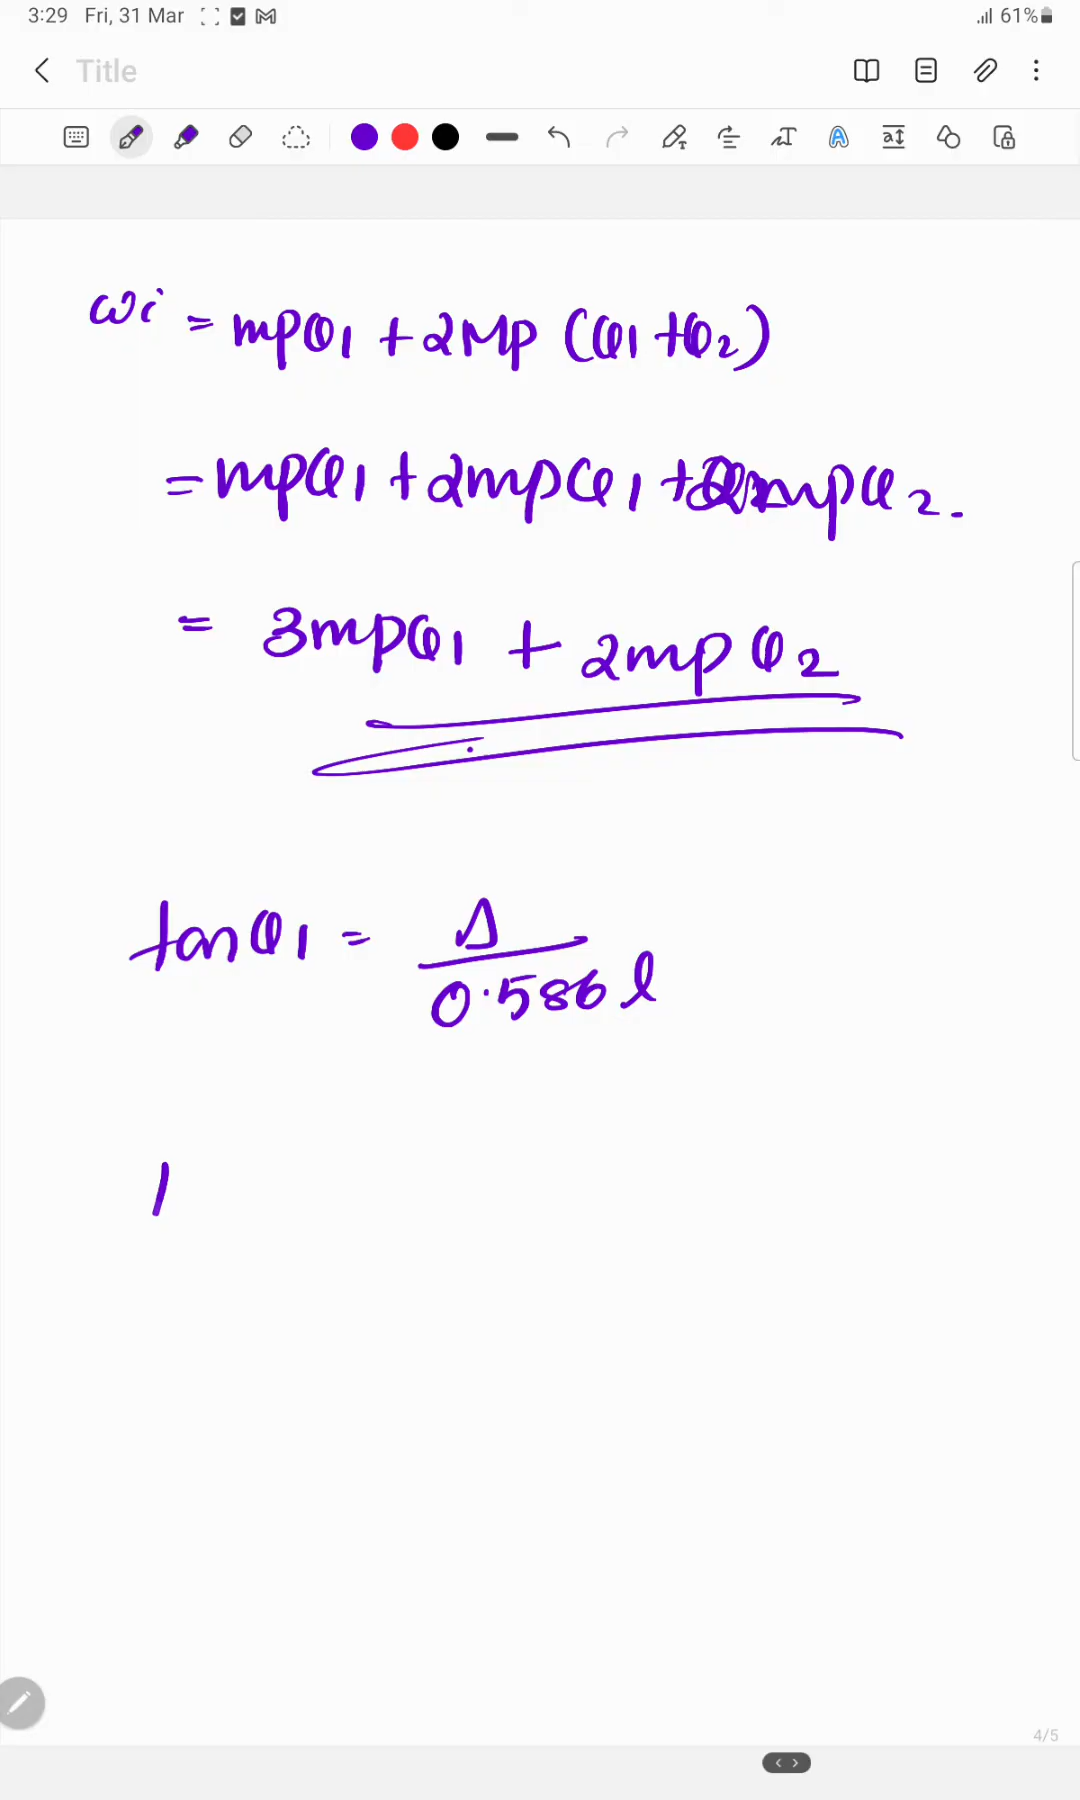 3:29 Fri, 31 Mar 61%
Title
wi = mpθ1 + 2Mp (θ1 + θ2)
= mpθ1 + 2mpθ1 + 2mpθ2.
= 3mpθ1 + 2mpθ2
tanθ1 = Δ / 0.586 l
4/5